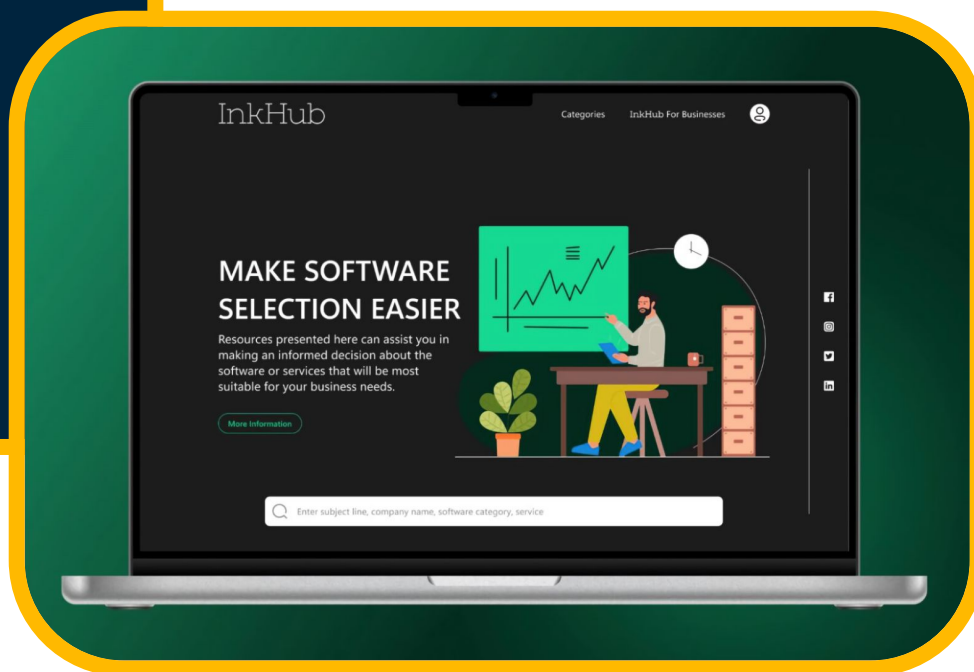 InkHub
Categories
InkHub For Businesses
MAKE SOFTWARE
SELECTION EASIER
Resources presented here can assist you in
making an informed decision about the
software or services that will be most
suitable for your business needs.
More Information
Enter subject line, company name, software category, service